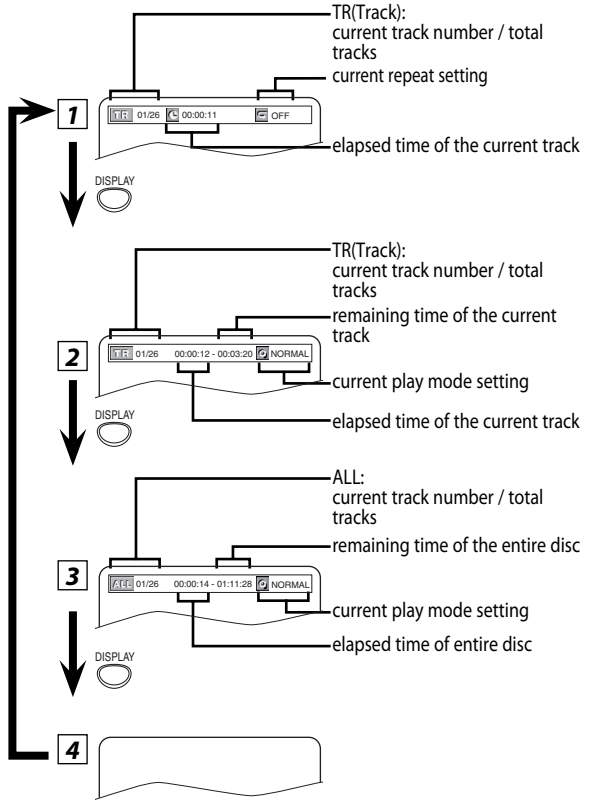 TR(Track):
current track number / total
tracks
current repeat setting
1
TR 01/26 00:00:11 OFF
elapsed time of the current track
DISPLAY
TR(Track):
current track number / total
tracks
remaining time of the current
track
2
TR 01/26 00:00:12 - 00:03:20 NORMAL
current play mode setting
elapsed time of the current track
DISPLAY
ALL:
current track number / total
tracks
remaining time of the entire disc
3
ALL 01/26 00:00:14 - 01:11:28 NORMAL
current play mode setting
elapsed time of entire disc
DISPLAY
4